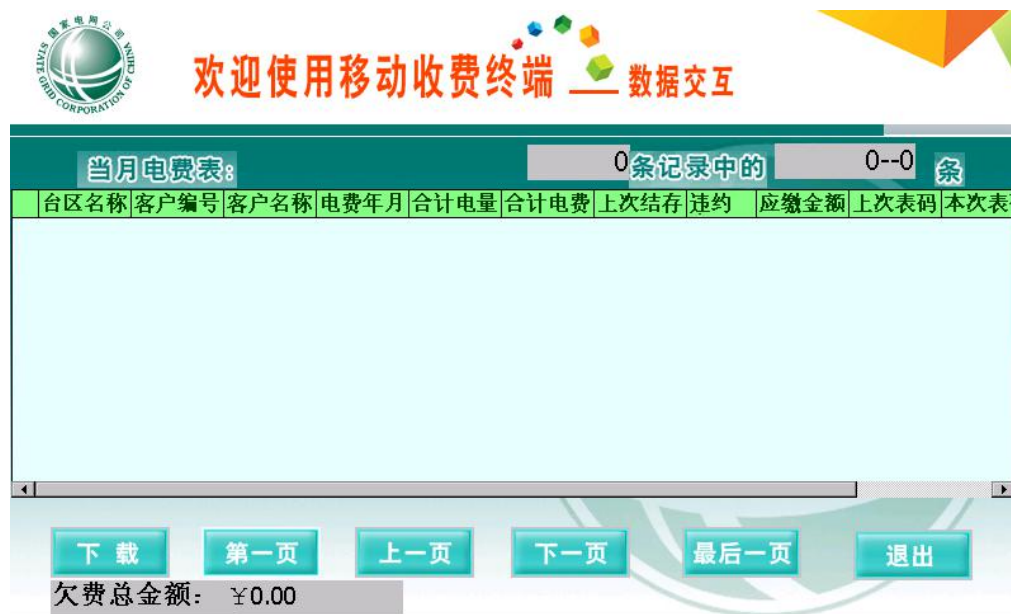 国家电网公司
STATE GRID CORPORATION OF CHINA
欢迎使用移动收费终端 数据交互
当月电费表: 0条记录中的 0--0 条
台区名称 客户编号 客户名称 电费年月 合计电量 合计电费 上次结存 违约 应缴金额 上次表码 本次表
下载 第一页 上一页 下一页 最后一页 退出
欠费总金额: ¥0.00